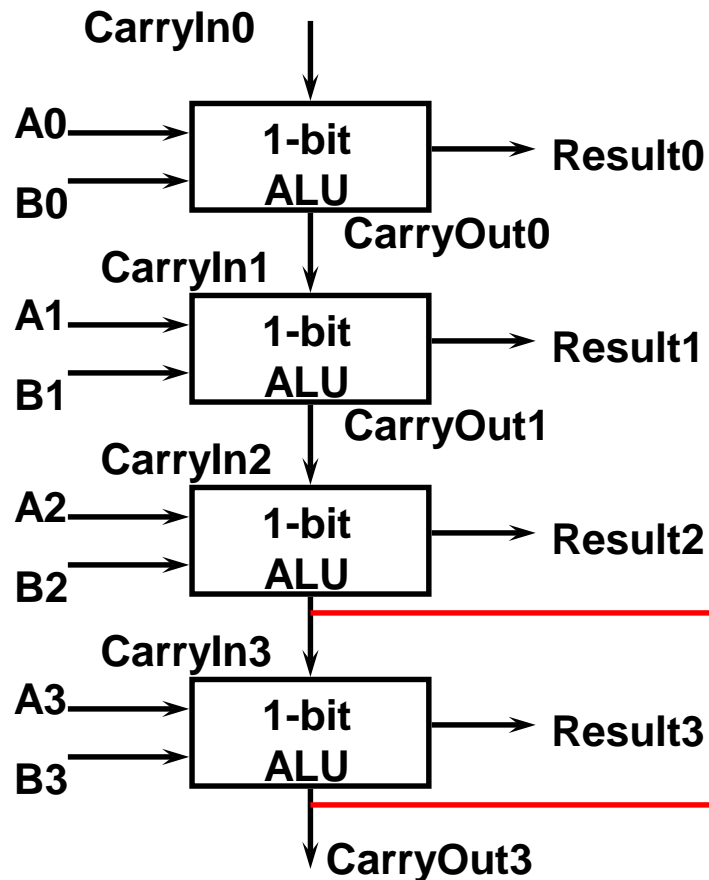 CarryIn0
A0
1-bit
ALU
Result0
B0
CarryOut0
CarryIn1
A1
1-bit
ALU
Result1
B1
CarryOut1
CarryIn2
A2
1-bit
ALU
Result2
B2
CarryIn3
A3
1-bit
ALU
Result3
B3
CarryOut3